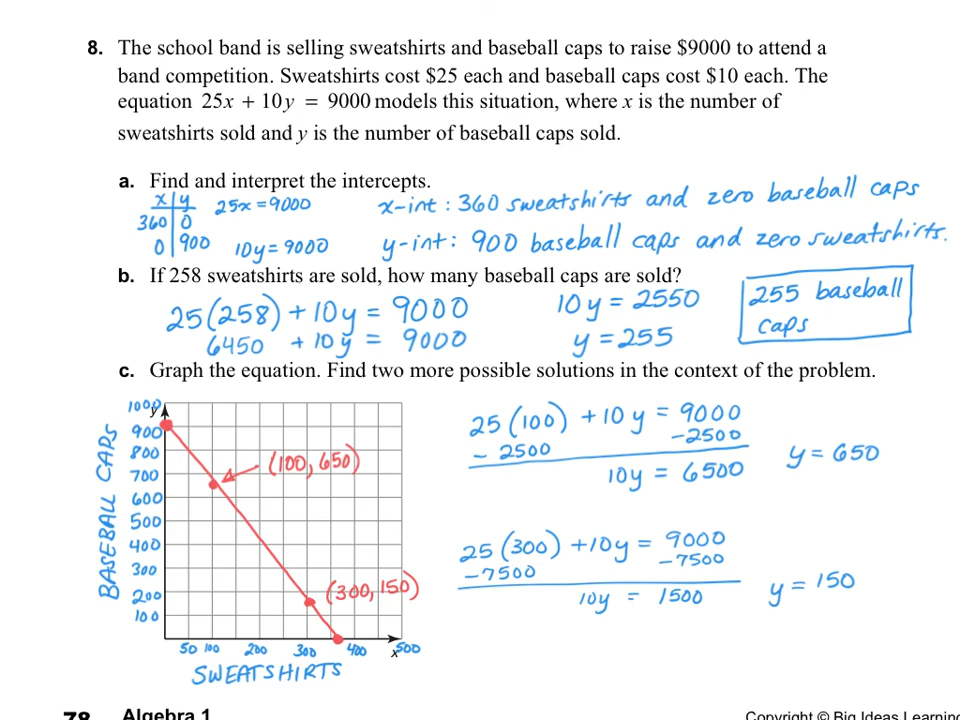 8. The school band is selling sweatshirts and baseball caps to raise $9000 to attend a
band competition. Sweatshirts cost $25 each and baseball caps cost $10 each. The
equation 25x + 10y = 9000 models this situation, where x is the number of
sweatshirts sold and y is the number of baseball caps sold.
a. Find and interpret the intercepts.
x | y 25x = 9000 x-int : 360 sweatshirts and zero baseball caps
360 | 0
0 | 900 10y = 9000 y-int: 900 baseball caps and zero sweatshirts.
b. If 258 sweatshirts are sold, how many baseball caps are sold?
25(258) + 10y = 9000 10y = 2550 255 baseball
6450 + 10y = 9000 y = 255 caps
c. Graph the equation. Find two more possible solutions in the context of the problem.
1000 y
900
800
700
600
500
400
300
200
100
BASEBALL CAPS
(100, 650)
(300, 150)
50 100 200 300 400 x 500
SWEATSHIRTS
25(100) + 10y = 9000
- 2500 -2500
10y = 6500 y = 650
25(300) + 10y = 9000
-7500 -7500
10y = 1500 y = 150
78 Algebra 1 Copyright © Big Ideas Learning